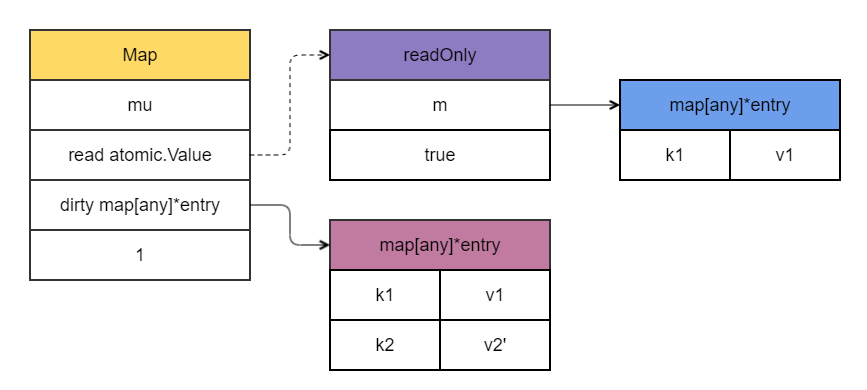 Map
mu
read atomic.Value
dirty map[any]*entry
1
readOnly
m
true
map[any]*entry
k1 v1
map[any]*entry
k1 v1
k2 v2'